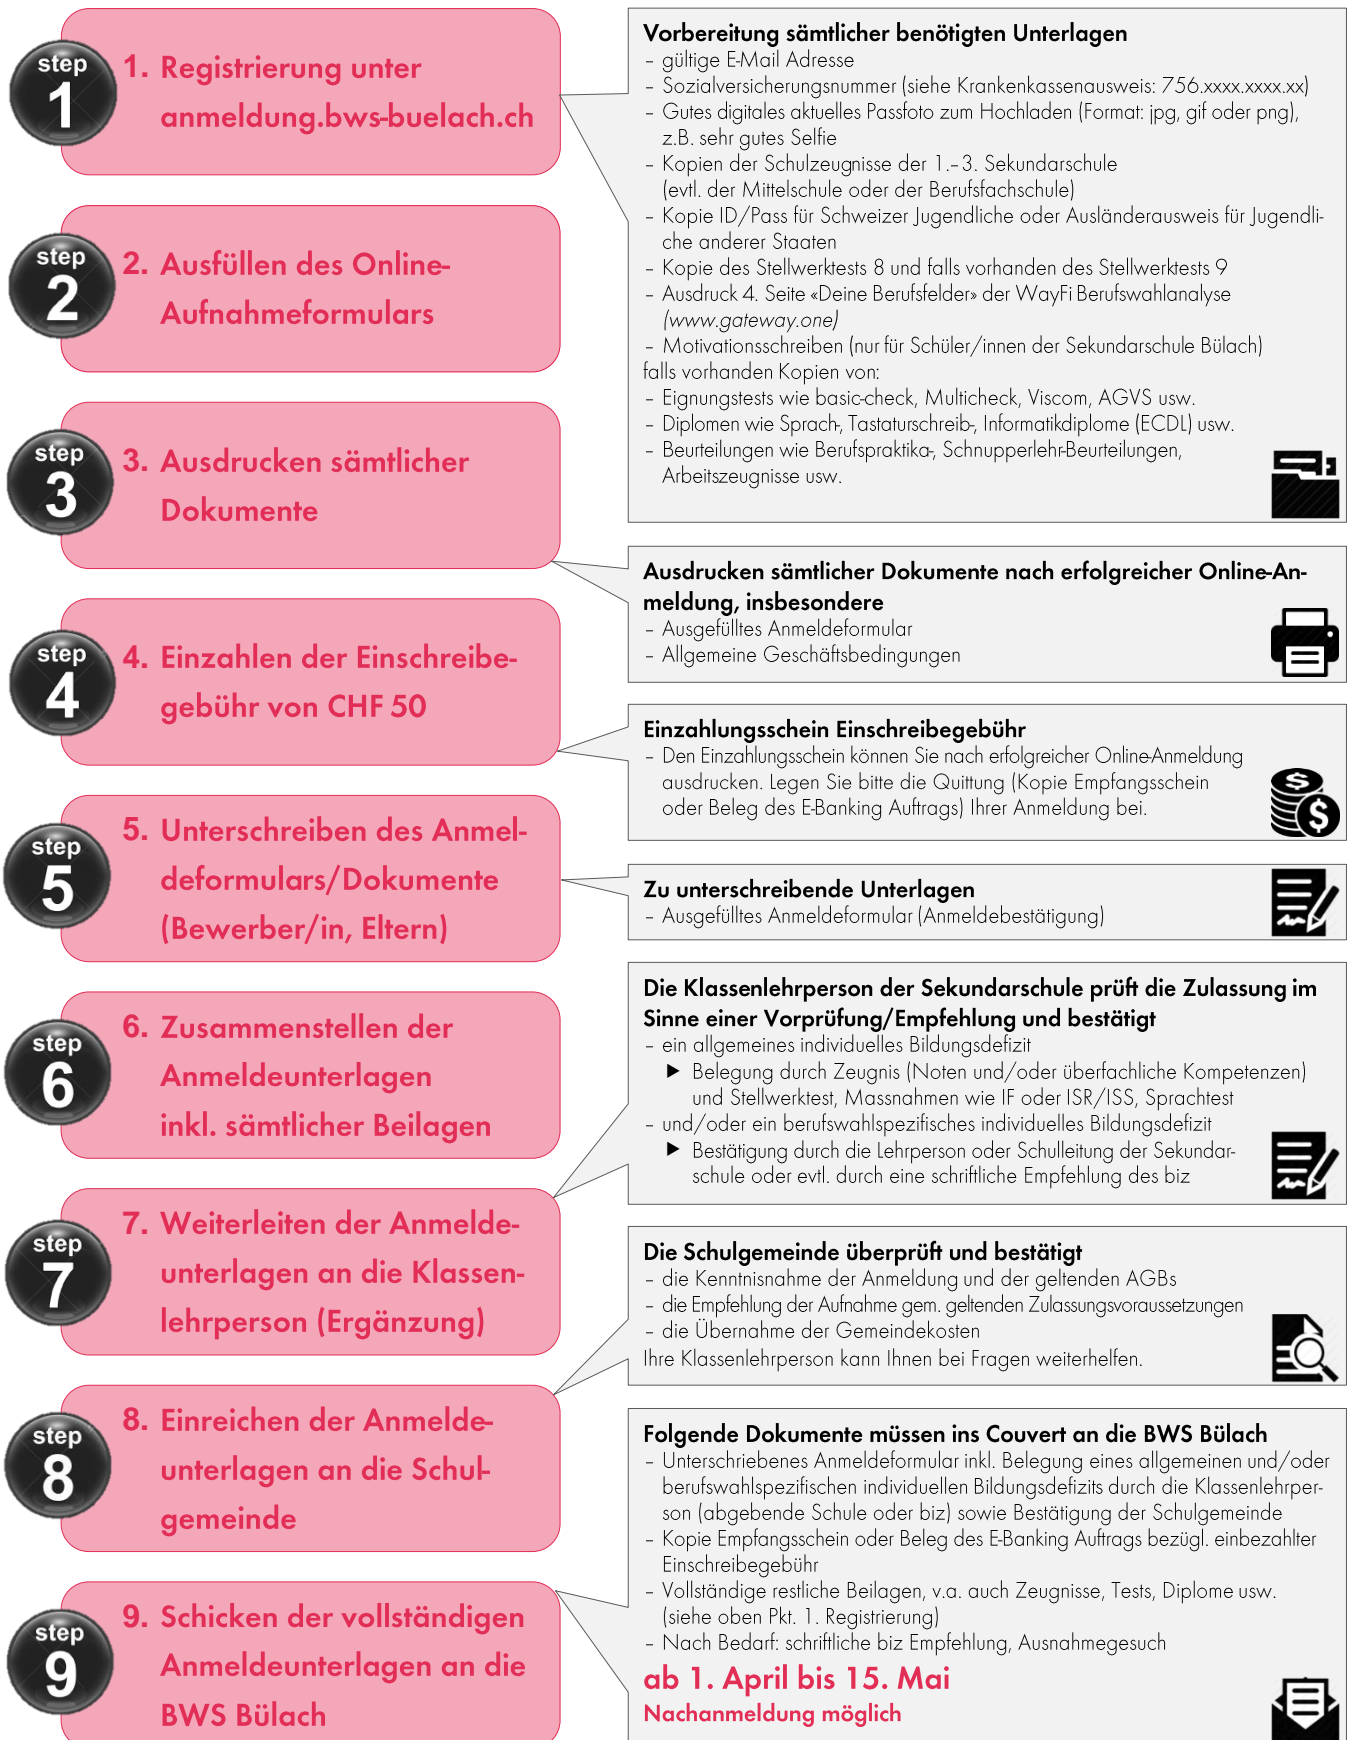 step
1
1. Registrierung unter
anmeldung.bws-buelach.ch
Vorbereitung sämtlicher benötigten Unterlagen
– gültige E-Mail Adresse
– Sozialversicherungsnummer (siehe Krankenkassenausweis: 756.xxxx.xxxx.xx)
– Gutes digitales aktuelles Passfoto zum Hochladen (Format: jpg, gif oder png),
z.B. sehr gutes Selfie
– Kopien der Schulzeugnisse der 1.–3. Sekundarschule
(evtl. der Mittelschule oder der Berufsfachschule)
– Kopie ID/Pass für Schweizer Jugendliche oder Ausländerausweis für Jugendli-
che anderer Staaten
– Kopie des Stellwerktests 8 und falls vorhanden des Stellwerktests 9
– Ausdruck 4. Seite «Deine Berufsfelder» der WayFi Berufswahlanalyse
(www.gateway.one)
– Motivationsschreiben (nur für Schüler/innen der Sekundarschule Bülach)
falls vorhanden Kopien von:
– Eignungstests wie basic-check, Multicheck, Viscom, AGVS usw.
– Diplomen wie Sprach-, Tastaturschreib-, Informatikdiplome (ECDL) usw.
– Beurteilungen wie Berufspraktika-, Schnupperlehr-Beurteilungen,
Arbeitszeugnisse usw.
step
2
2. Ausfüllen des Online-
Aufnahmeformulars
step
3
3. Ausdrucken sämtlicher
Dokumente
Ausdrucken sämtlicher Dokumente nach erfolgreicher Online-An-
meldung, insbesondere
– Ausgefülltes Anmeldeformular
– Allgemeine Geschäftsbedingungen
step
4
4. Einzahlen der Einschreibe-
gebühr von CHF 50
Einzahlungsschein Einschreibegebühr
– Den Einzahlungsschein können Sie nach erfolgreicher Online-Anmeldung
ausdrucken. Legen Sie bitte die Quittung (Kopie Empfangsschein
oder Beleg des E-Banking Auftrags) Ihrer Anmeldung bei.
step
5
5. Unterschreiben des Anmel-
deformulars/Dokumente
(Bewerber/in, Eltern)
Zu unterschreibende Unterlagen
– Ausgefülltes Anmeldeformular (Anmeldebestätigung)
step
6
6. Zusammenstellen der
Anmeldeunterlagen
inkl. sämtlicher Beilagen
step
7
7. Weiterleiten der Anmelde-
unterlagen an die Klassen-
lehrperson (Ergänzung)
Die Klassenlehrperson der Sekundarschule prüft die Zulassung im
Sinne einer Vorprüfung/Empfehlung und bestätigt
– ein allgemeines individuelles Bildungsdefizit
▶ Belegung durch Zeugnis (Noten und/oder überfachliche Kompetenzen)
und Stellwerktest, Massnahmen wie IF oder ISR/ISS, Sprachtest
– und/oder ein berufswahlspezifisches individuelles Bildungsdefizit
▶ Bestätigung durch die Lehrperson oder Schulleitung der Sekundar-
schule oder evtl. durch eine schriftliche Empfehlung des biz
step
8
8. Einreichen der Anmelde-
unterlagen an die Schul-
gemeinde
Die Schulgemeinde überprüft und bestätigt
– die Kenntnisnahme der Anmeldung und der geltenden AGBs
– die Empfehlung der Aufnahme gem. geltenden Zulassungsvoraussetzungen
– die Übernahme der Gemeindekosten
Ihre Klassenlehrperson kann Ihnen bei Fragen weiterhelfen.
step
9
9. Schicken der vollständigen
Anmeldeunterlagen an die
BWS Bülach
Folgende Dokumente müssen ins Couvert an die BWS Bülach
– Unterschriebenes Anmeldeformular inkl. Belegung eines allgemeinen und/oder
berufswahlspezifischen individuellen Bildungsdefizits durch die Klassenlehrper-
son (abgebende Schule oder biz) sowie Bestätigung der Schulgemeinde
– Kopie Empfangsschein oder Beleg des E-Banking Auftrags bezügl. einbezahlter
Einschreibegebühr
– Vollständige restliche Beilagen, v.a. auch Zeugnisse, Tests, Diplome usw.
(siehe oben Pkt. 1. Registrierung)
– Nach Bedarf: schriftliche biz Empfehlung, Ausnahmegesuch
ab 1. April bis 15. Mai
Nachanmeldung möglich